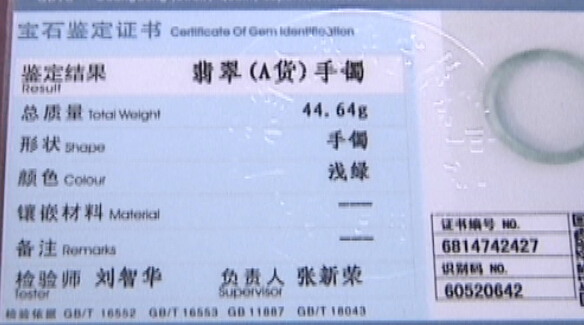 宝石鉴定证书 Certificate Of Gem Identification
鉴定结果 翡翠(A货)手镯
Result
总质量 Total Weight 44.64g
形状 Shape 手镯
颜色 Colour 浅绿
镶嵌材料 Material ---
备注 Remarks ---
检验师 刘智华 负责人 张新荣
Tester Supervisor
检验依据 GB/T 16552 GB/T 16553 GB 11887 GB/T 18043
证书编号 NO.
6814742427
识别码 NO.
60520642